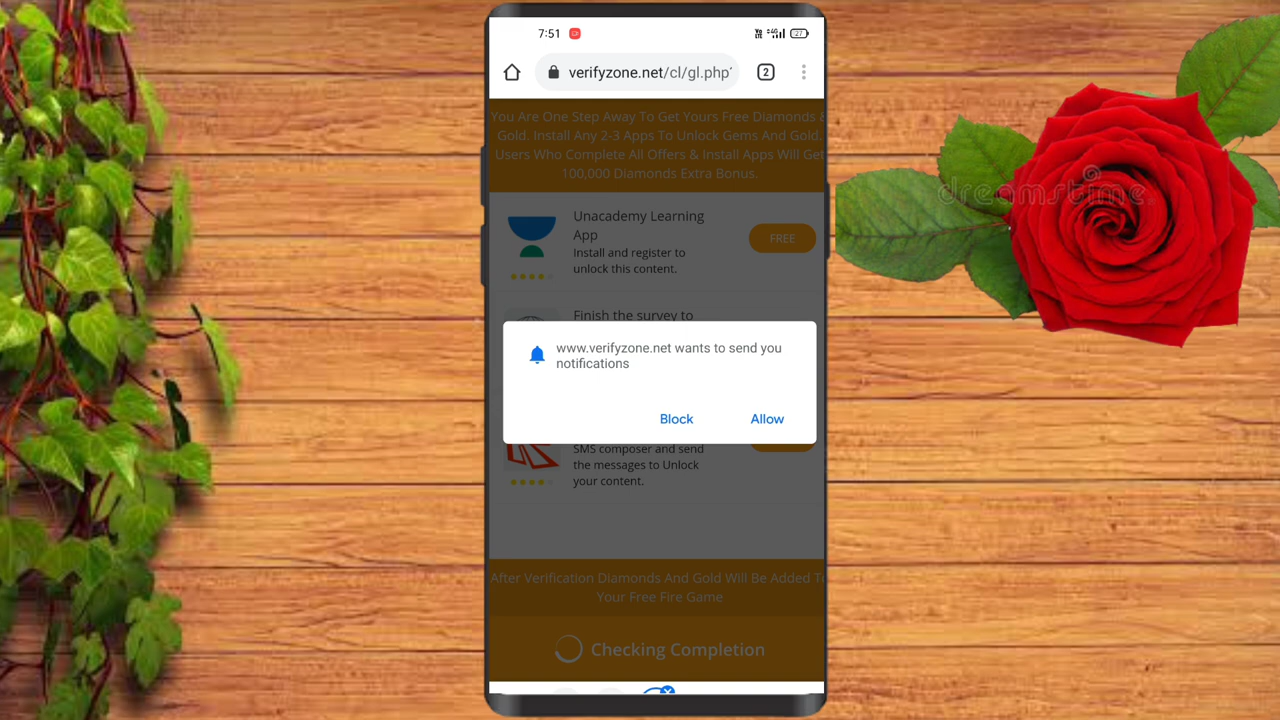 7:51
27
verifyzone.net/cl/gl.php
2
You Are One Step Away To Get Yours Free Diamonds &
Gold. Install Any 2-3 Apps To Unlock Gems And Gold.
Users Who Complete All Offers & Install Apps Will Get
100,000 Diamonds Extra Bonus.
Unacademy Learning
App
Install and register to
unlock this content.
FREE
Finish the survey to
www.verifyzone.net wants to send you
notifications
Block
Allow
SMS composer and send
the messages to Unlock
your content.
After Verification Diamonds And Gold Will Be Added To
Your Free Fire Game
Checking Completion
dreamstime